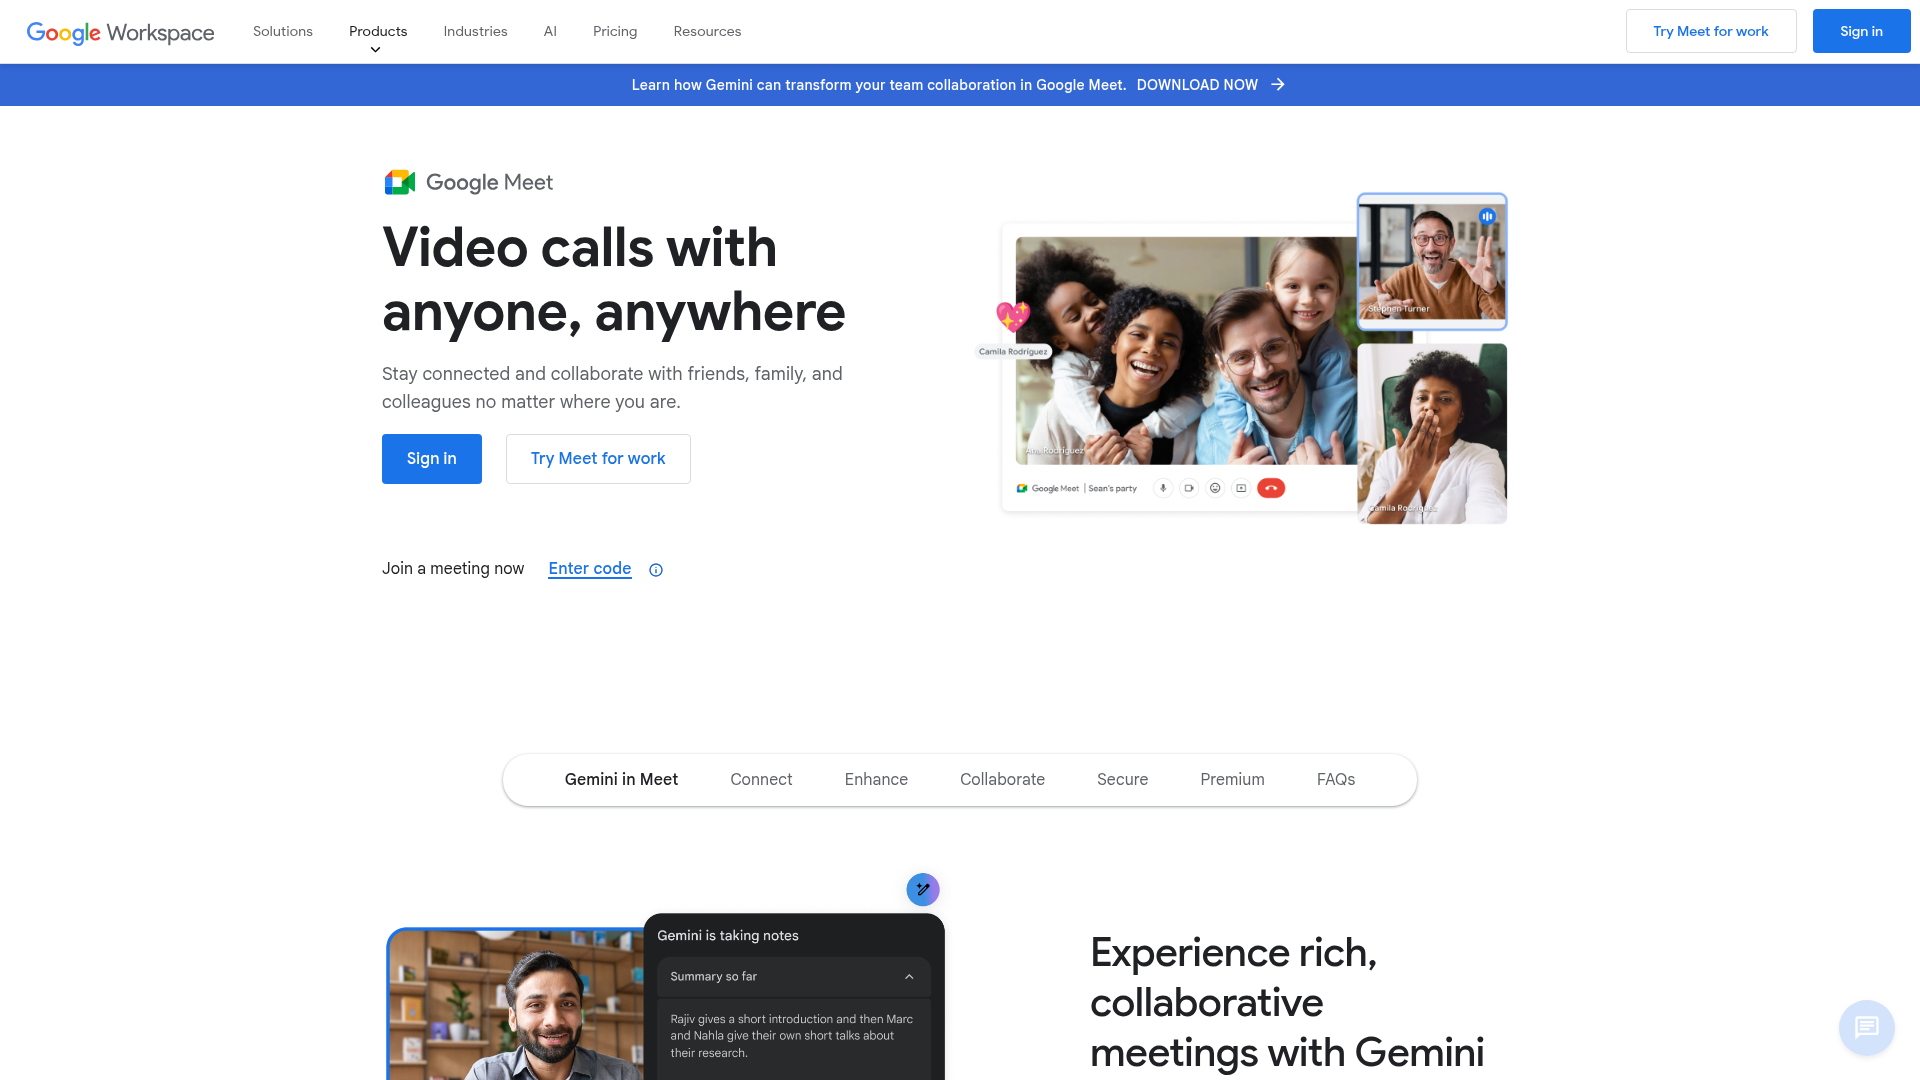 Google Workspace
Solutions
Products
Industries
AI
Pricing
Resources
Try Meet for work
Sign in
Learn how Gemini can transform your team collaboration in Google Meet. DOWNLOAD NOW
Google Meet
Video calls with
anyone, anywhere
Stay connected and collaborate with friends, family, and
colleagues no matter where you are.
Sign in
Try Meet for work
Join a meeting now
Enter code
Stephen Turner
Camila Rodríguez
Ana Rodríguez
Google Meet | Sean's party
Camila Rodríguez
Gemini in Meet
Connect
Enhance
Collaborate
Secure
Premium
FAQs
Gemini is taking notes
Summary so far
Rajiv gives a short introduction and then Marc
and Nahla give their own short talks about
their research.
Experience rich,
collaborative
meetings with Gemini